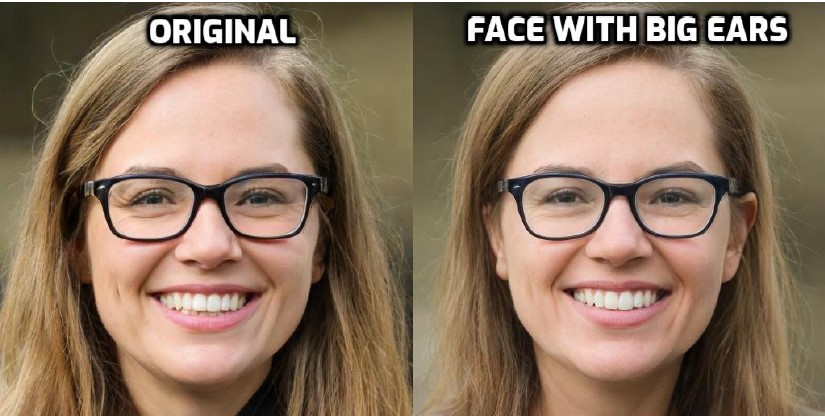 ORIGINAL
FACE WITH BIG EARS